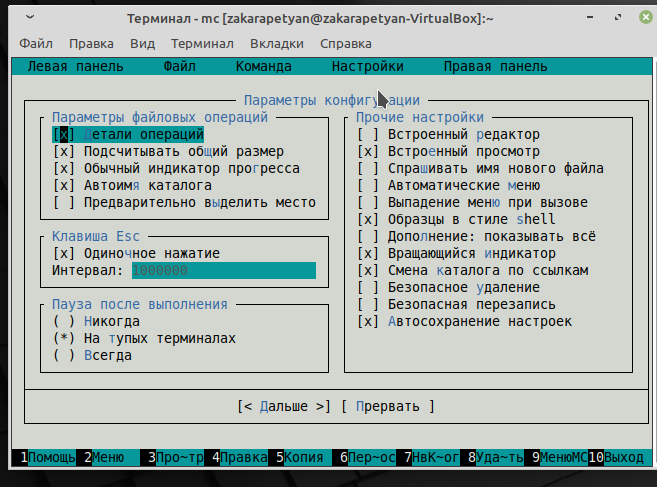 Терминал - mc [zakarapetyan@zakarapetyan-VirtualBox]:~
Файл Правка Вид Терминал Вкладки Справка
Левая панель Файл Команда Настройки Правая панель
Параметры конфигурации
Параметры файловых операций
[x] Детали операций
[x] Подсчитывать общий размер
[x] Обычный индикатор прогресса
[x] Автоимя каталога
[ ] Предварительно выделить место
Клавиша Esc
[x] Одиночное нажатие
Интервал: 1000000
Пауза после выполнения
( ) Никогда
(*) На тупых терминалах
( ) Всегда
Прочие настройки
[ ] Встроенный редактор
[x] Встроенный просмотр
[ ] Спрашивать имя нового файла
[ ] Автоматические меню
[ ] Выпадение меню при вызове
[x] Образцы в стиле shell
[ ] Дополнение: показывать всё
[x] Вращающийся индикатор
[x] Смена каталога по ссылкам
[ ] Безопасное удаление
[ ] Безопасная перезапись
[x] Автосохранение настроек
[< Дальше >] [ Прервать ]
1Помощь 2Меню 3Про~тр 4Правка 5Копия 6Пер~ос 7НвК~ог 8Уда~ть 9МенюMC 10Выход